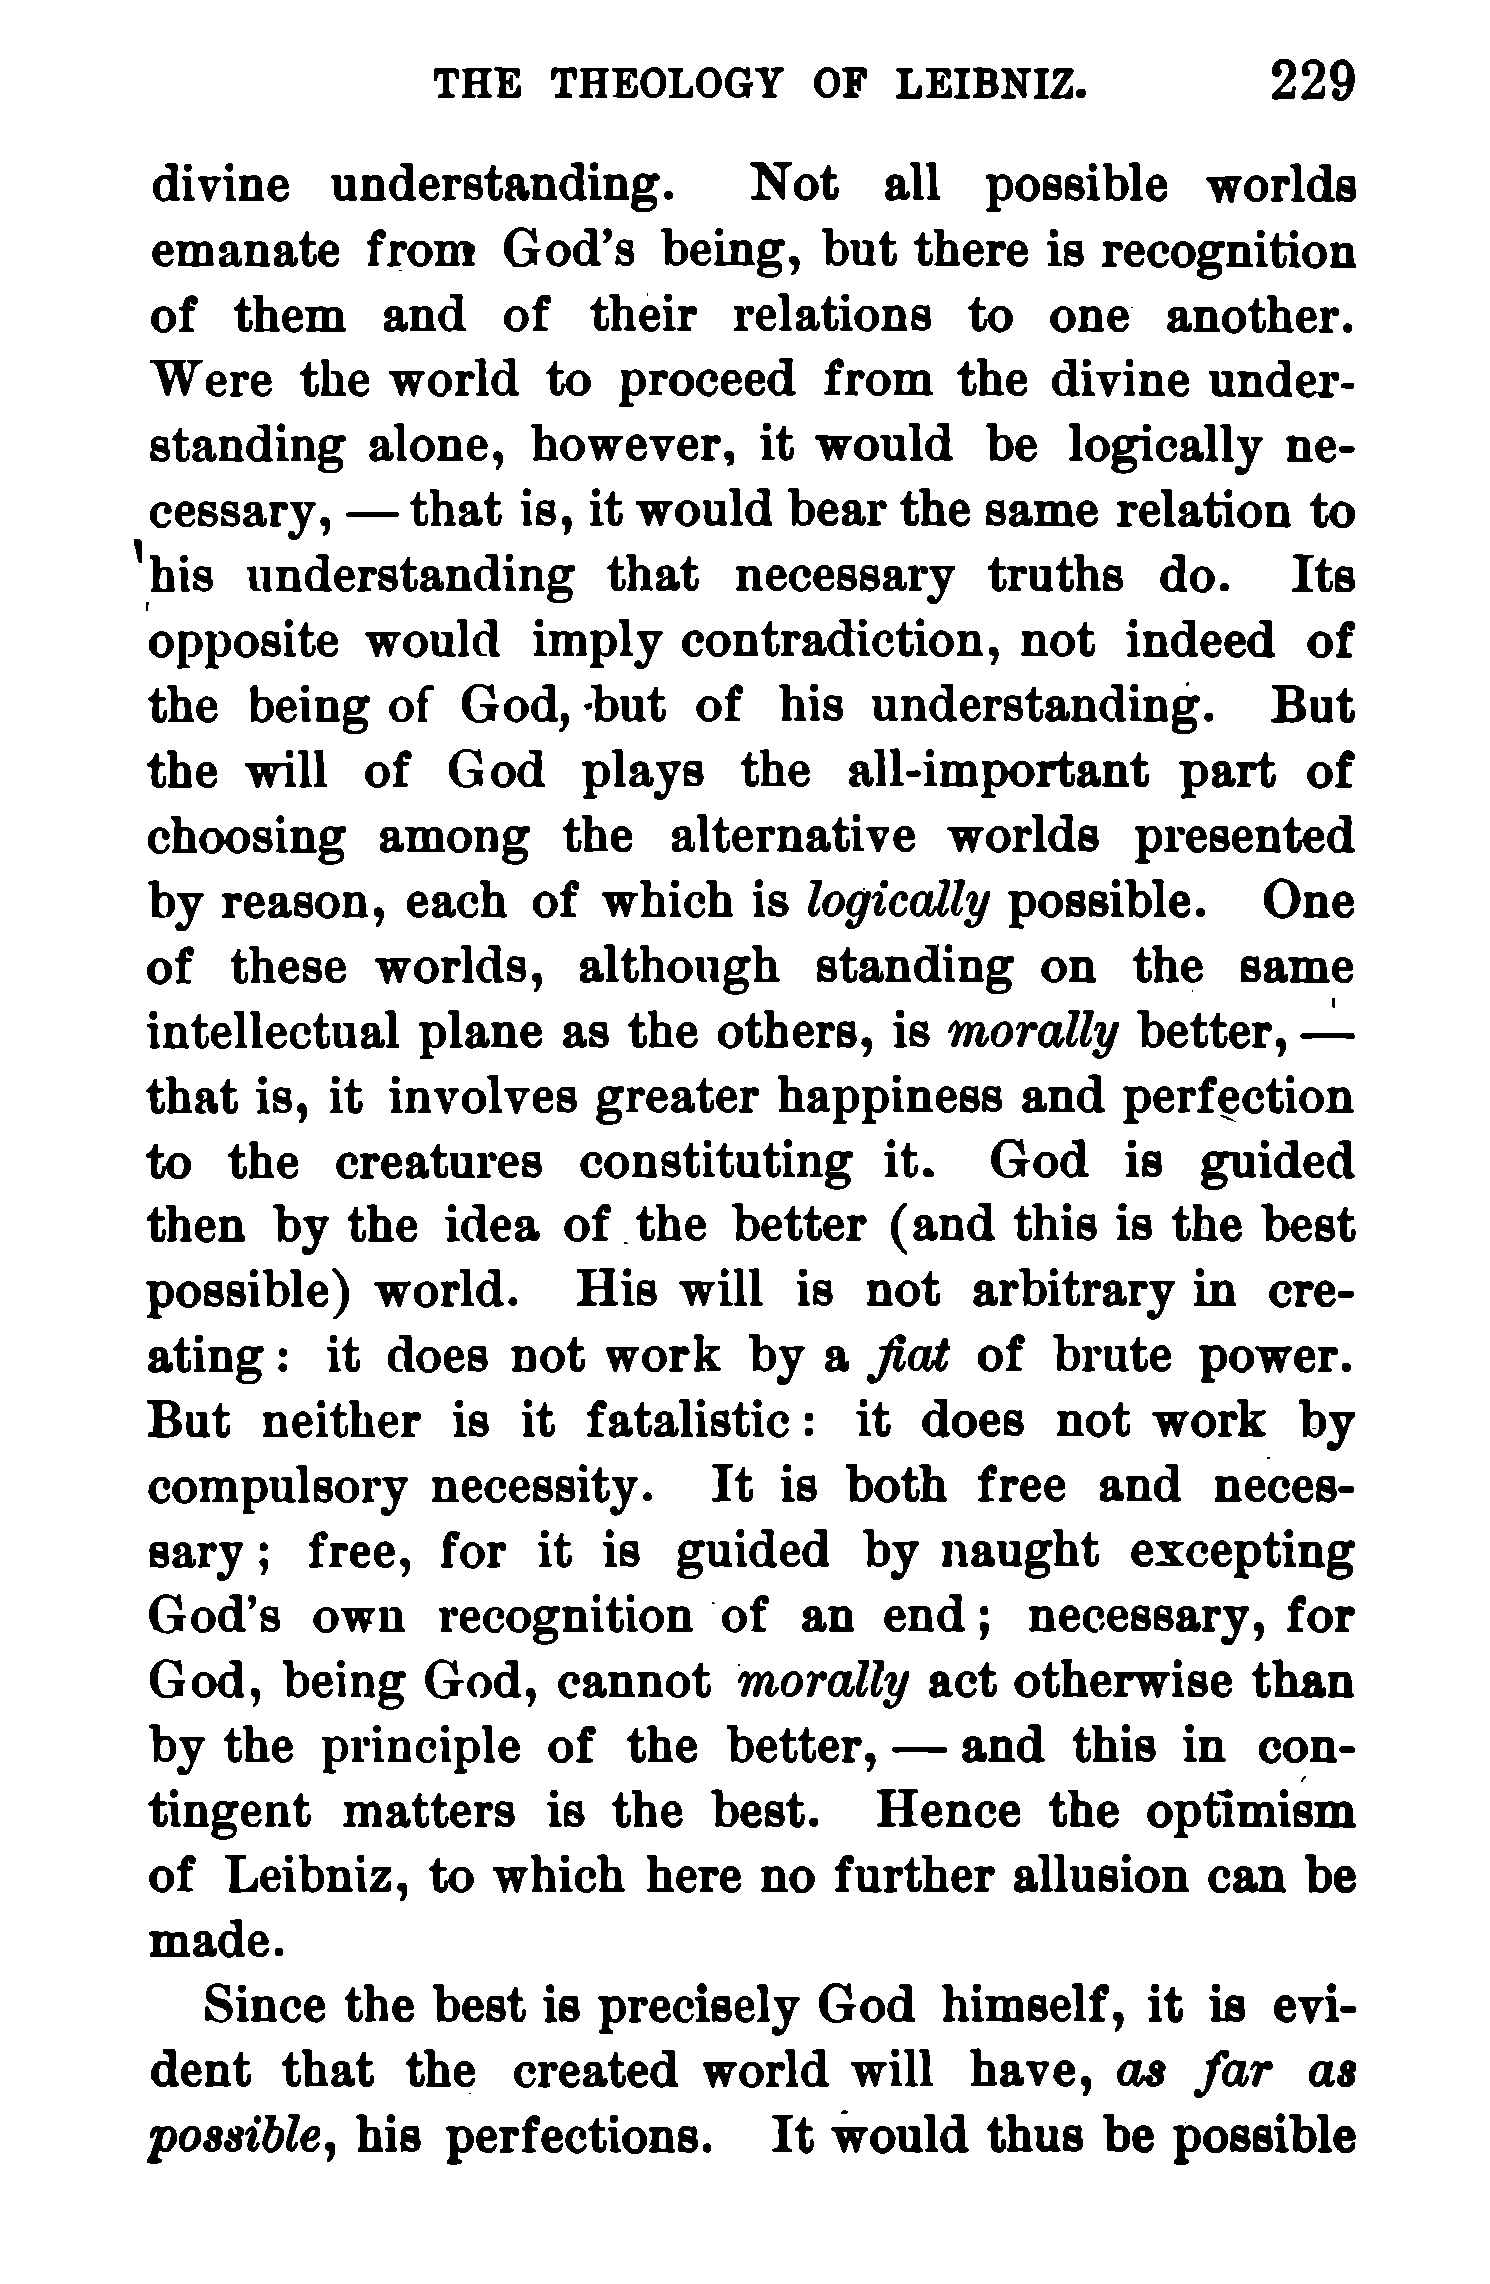 THE THEOLOGY OF LEIBNIZ. 229
divine understanding. Not all possible worlds
emanate from God's being, but there is recognition
of them and of their relations to one another.
Were the world to proceed from the divine under-
standing alone, however, it would be logically ne-
cessary, — that is, it would bear the same relation to
his understanding that necessary truths do. Its
opposite would imply contradiction, not indeed of
the being of God, but of his understanding. But
the will of God plays the all-important part of
choosing among the alternative worlds presented
by reason, each of which is logically possible. One
of these worlds, although standing on the same
intellectual plane as the others, is morally better, —
that is, it involves greater happiness and perfection
to the creatures constituting it. God is guided
then by the idea of the better (and this is the best
possible) world. His will is not arbitrary in cre-
ating : it does not work by a fiat of brute power.
But neither is it fatalistic : it does not work by
compulsory necessity. It is both free and neces-
sary ; free, for it is guided by naught excepting
God's own recognition of an end ; necessary, for
God, being God, cannot morally act otherwise than
by the principle of the better, — and this in con-
tingent matters is the best. Hence the optimism
of Leibniz, to which here no further allusion can be
made.
Since the best is precisely God himself, it is evi-
dent that the created world will have, as far as
possible, his perfections. It would thus be possible